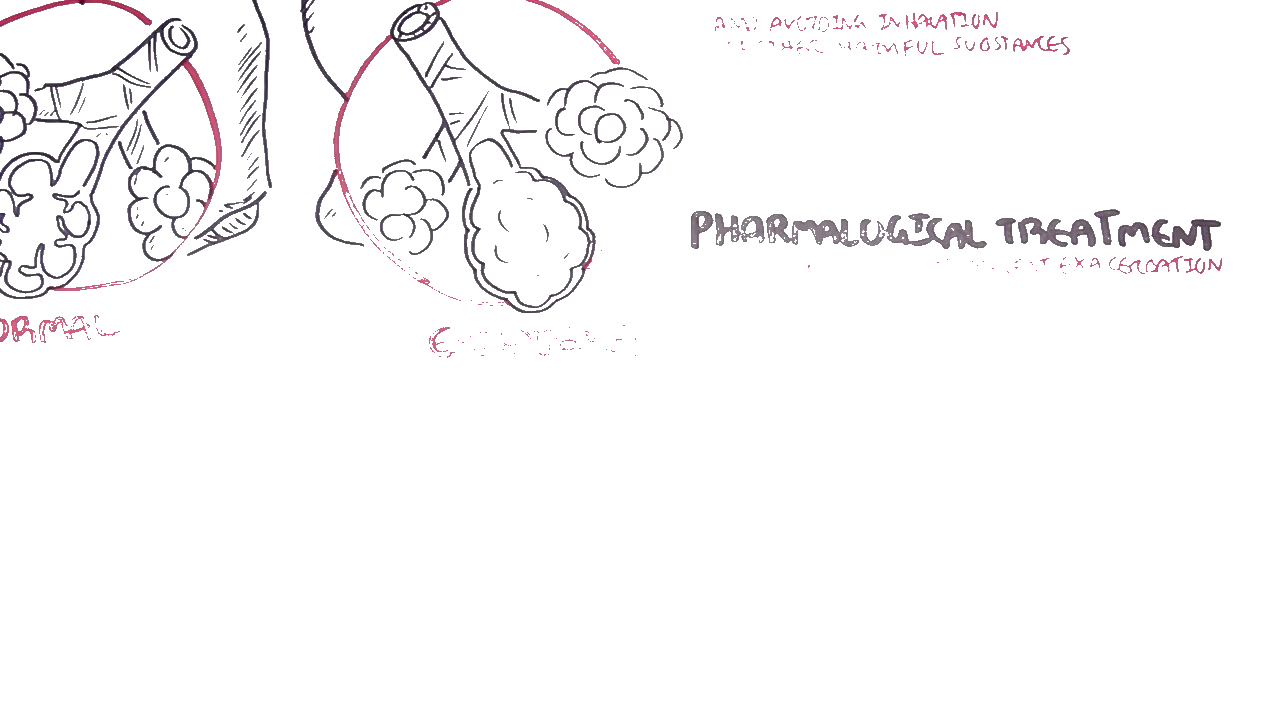 AND AVOIDING INHALATION
OTHER HARMFUL SUBSTANCES
PHARMALOGICAL TREATMENT
EXACERBATION
ORMAL